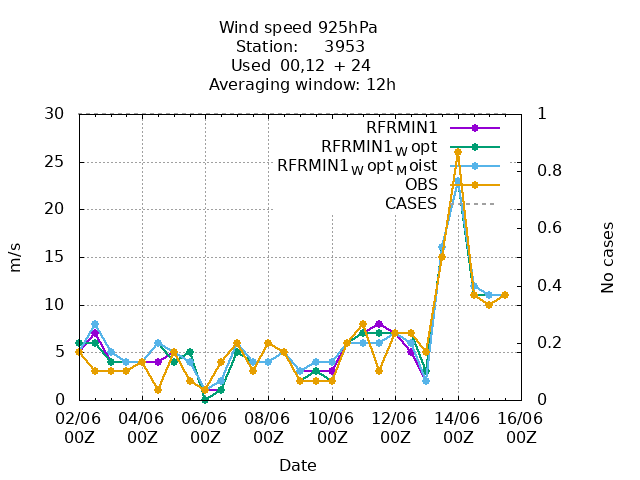 Wind speed 925hPa
Station: 3953
Used 00,12 + 24
Averaging window: 12h
30 1
RFRMIN1
RFRMIN1W opt
25
RFRMIN1W optM oist
0.8
OBS
CASES
20
0.6
15
m/s
No cases
10
0.4
5
0.2
0 0
02/06 04/06 06/06 08/06 10/06 12/06 14/06 16/06
00Z 00Z 00Z 00Z 00Z 00Z 00Z 00Z
Date